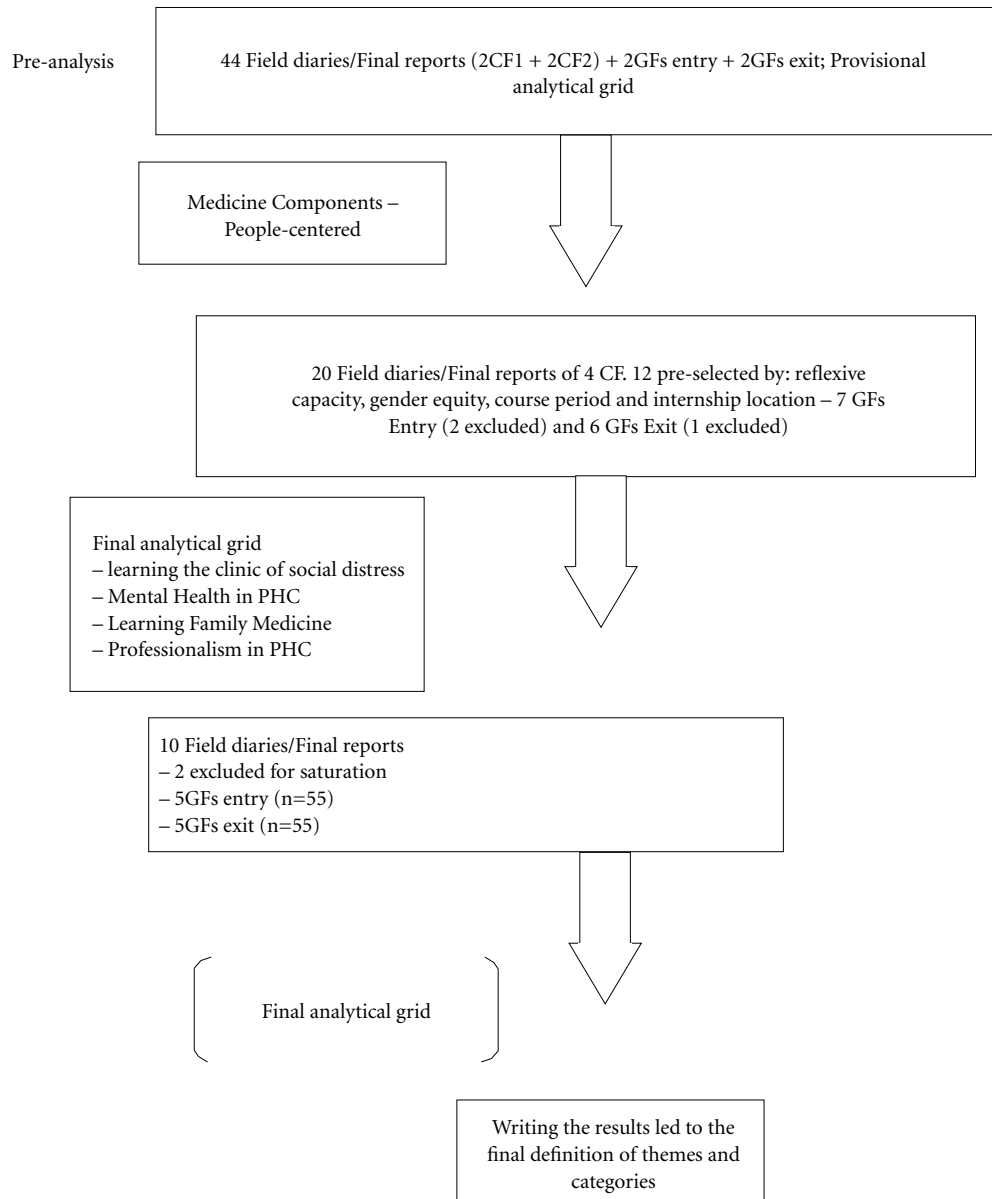 Pre-analysis
44 Field diaries/Final reports (2CF1 + 2CF2) + 2GFs entry + 2GFs exit; Provisional
analytical grid
Medicine Components –
People-centered
20 Field diaries/Final reports of 4 CF. 12 pre-selected by: reflexive
capacity, gender equity, course period and internship location – 7 GFs
Entry (2 excluded) and 6 GFs Exit (1 excluded)
Final analytical grid
– learning the clinic of social distress
– Mental Health in PHC
– Learning Family Medicine
– Professionalism in PHC
10 Field diaries/Final reports
– 2 excluded for saturation
– 5GFs entry (n=55)
– 5GFs exit (n=55)
Final analytical grid
Writing the results led to the
final definition of themes and
categories